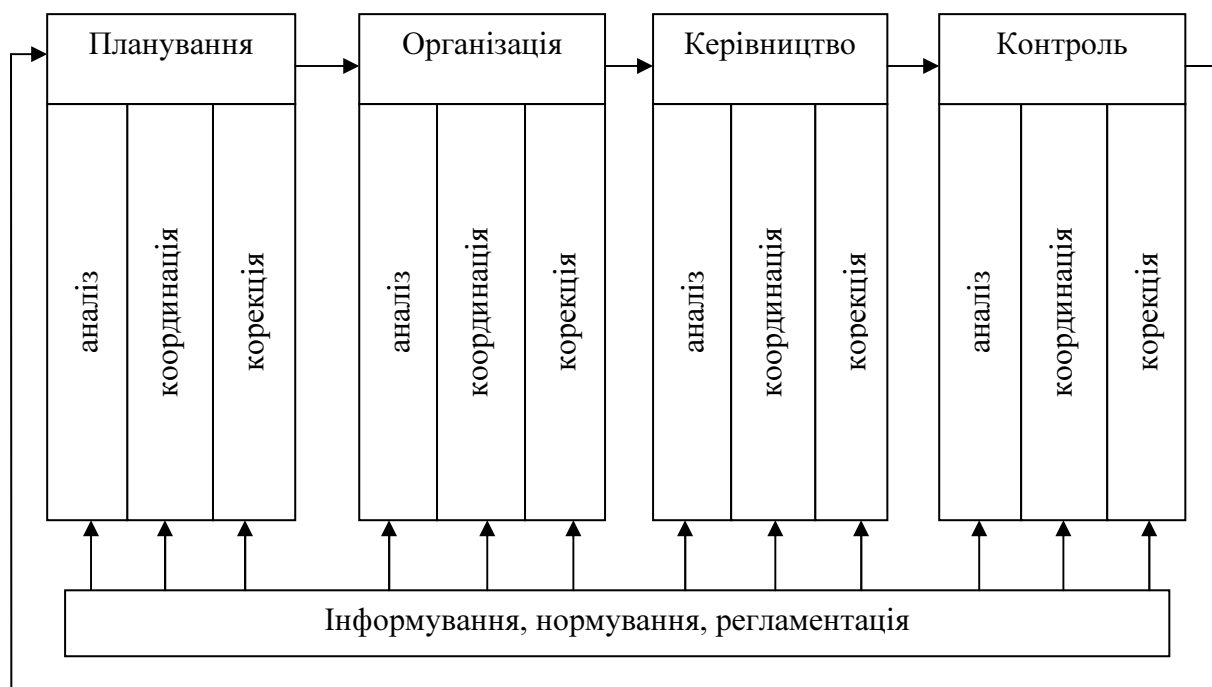 Планування
Організація
Керівництво
Контроль
аналіз
координація
корекція
аналіз
координація
корекція
аналіз
координація
корекція
аналіз
координація
корекція
Інформування, нормування, регламентація